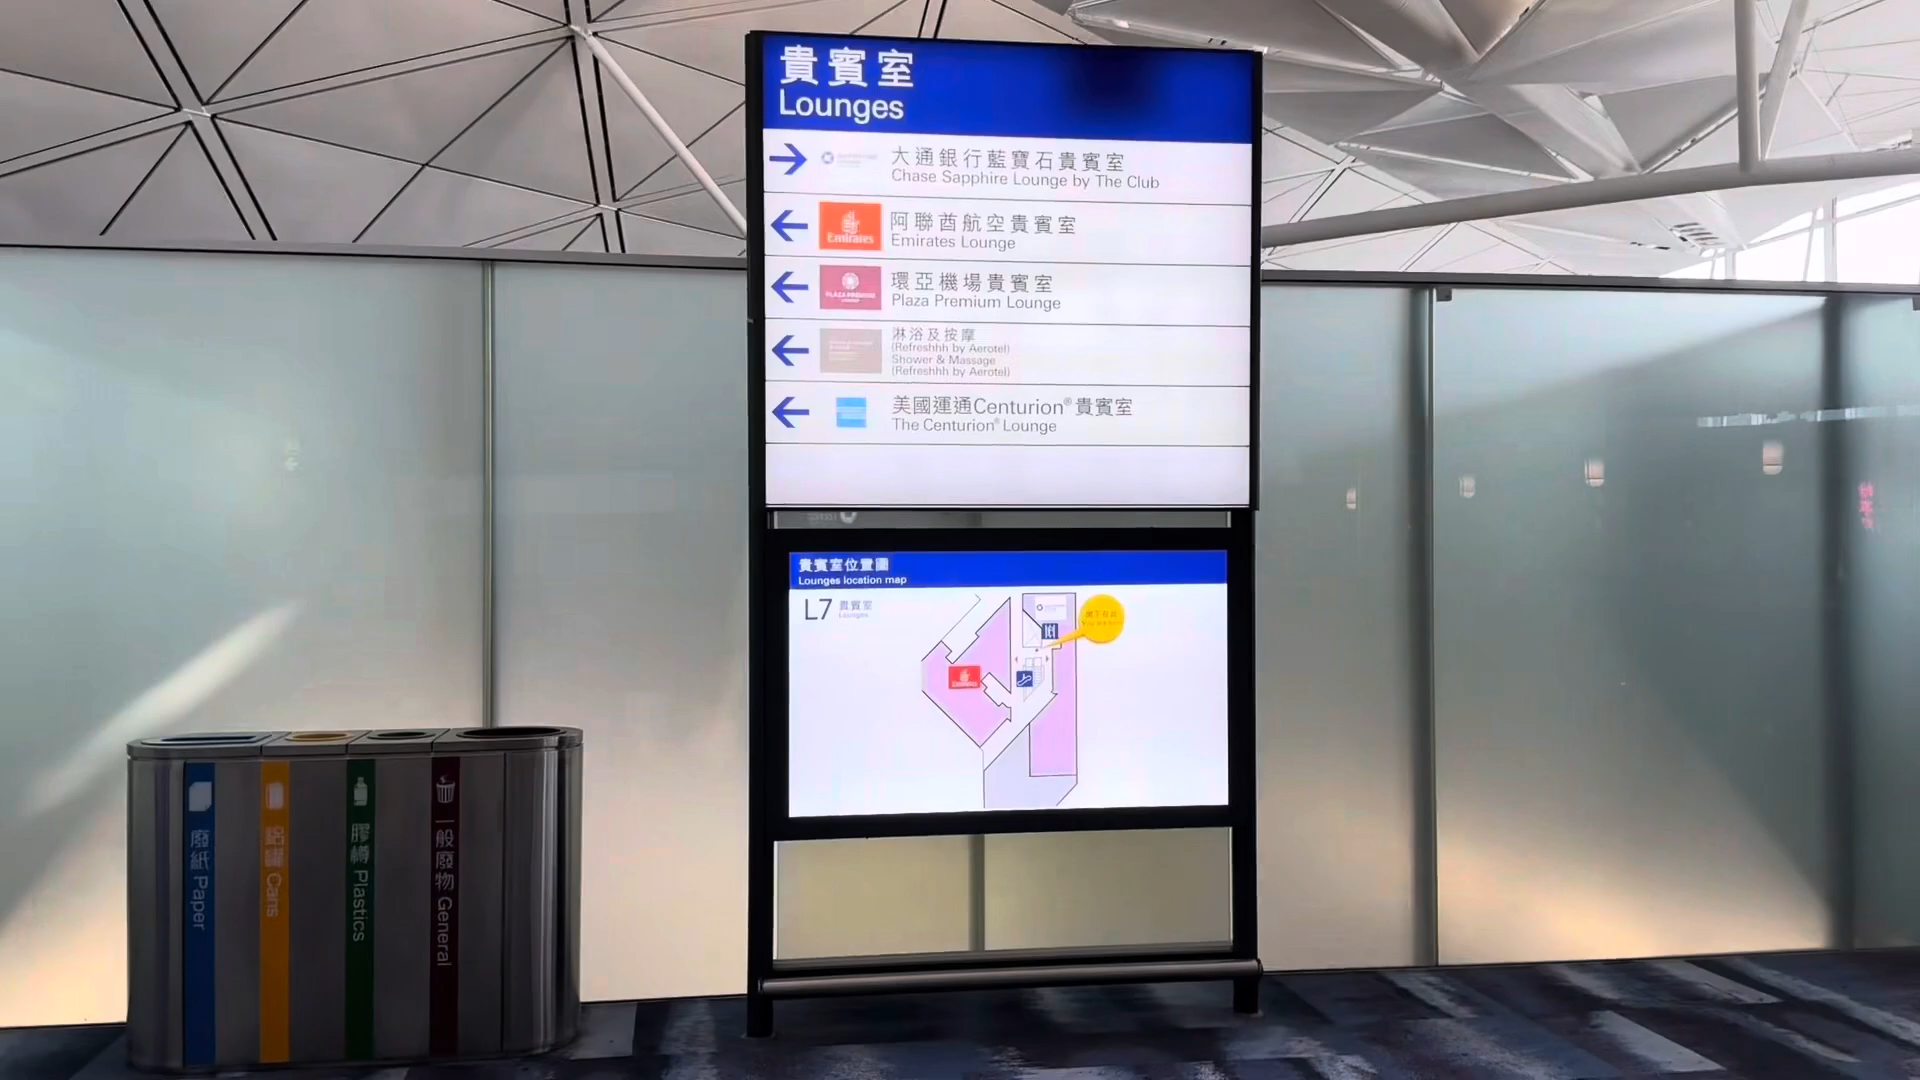 貴賓室
Lounges
大通銀行藍寶石貴賓室
Chase Sapphire Lounge by The Club
Emirates
阿聯酋航空貴賓室
Emirates Lounge
PLAZA PREMIUM
環亞機場貴賓室
Plaza Premium Lounge
淋浴及按摩
(Refreshhh by Aerotel)
Shower & Massage
(Refreshhh by Aerotel)
美國運通Centurion®貴賓室
The Centurion® Lounge
貴賓室位置圖
Lounges location map
L7 貴賓室
Lounges
廢紙 Paper
鋁罐 Cans
膠樽 Plastics
一般廢物 General